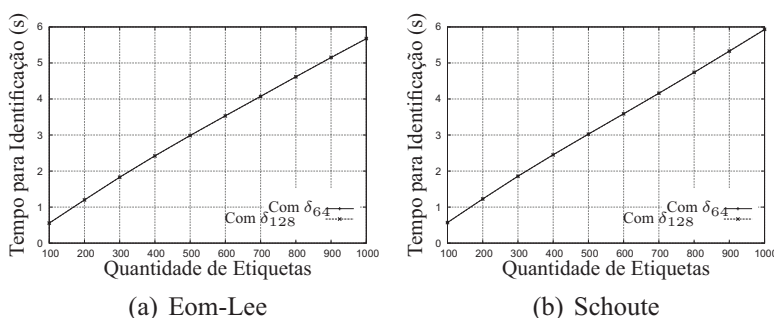 Tempo para Identificação (s)
6
5
4
3
2
1
0
Com δ64
Com δ128
100 200 300 400 500 600 700 800 900 1000
Quantidade de Etiquetas
(a) Eom-Lee
Tempo para Identificação (s)
6
5
4
3
2
1
0
Com δ64
Com δ128
100 200 300 400 500 600 700 800 900 1000
Quantidade de Etiquetas
(b) Schoute